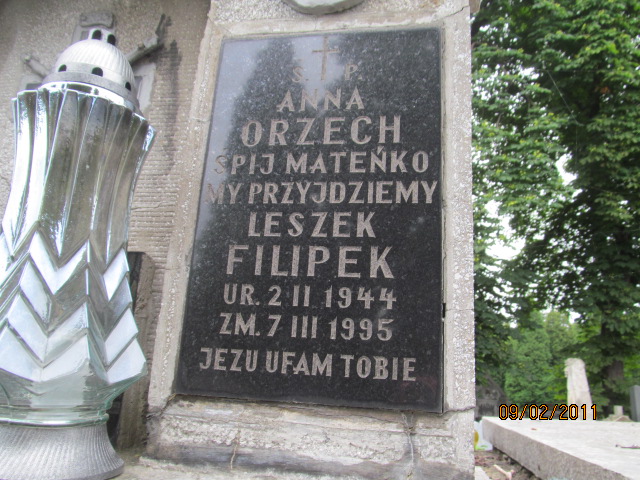 Ś. † P.
ANNA
ORZECH
ŚPIJ MATEŃKO
MY PRZYJDZIEMY
LESZEK
FILIPEK
UR. 2 II 1944
ZM. 7 III 1995
JEZU UFAM TOBIE
09/02/2011